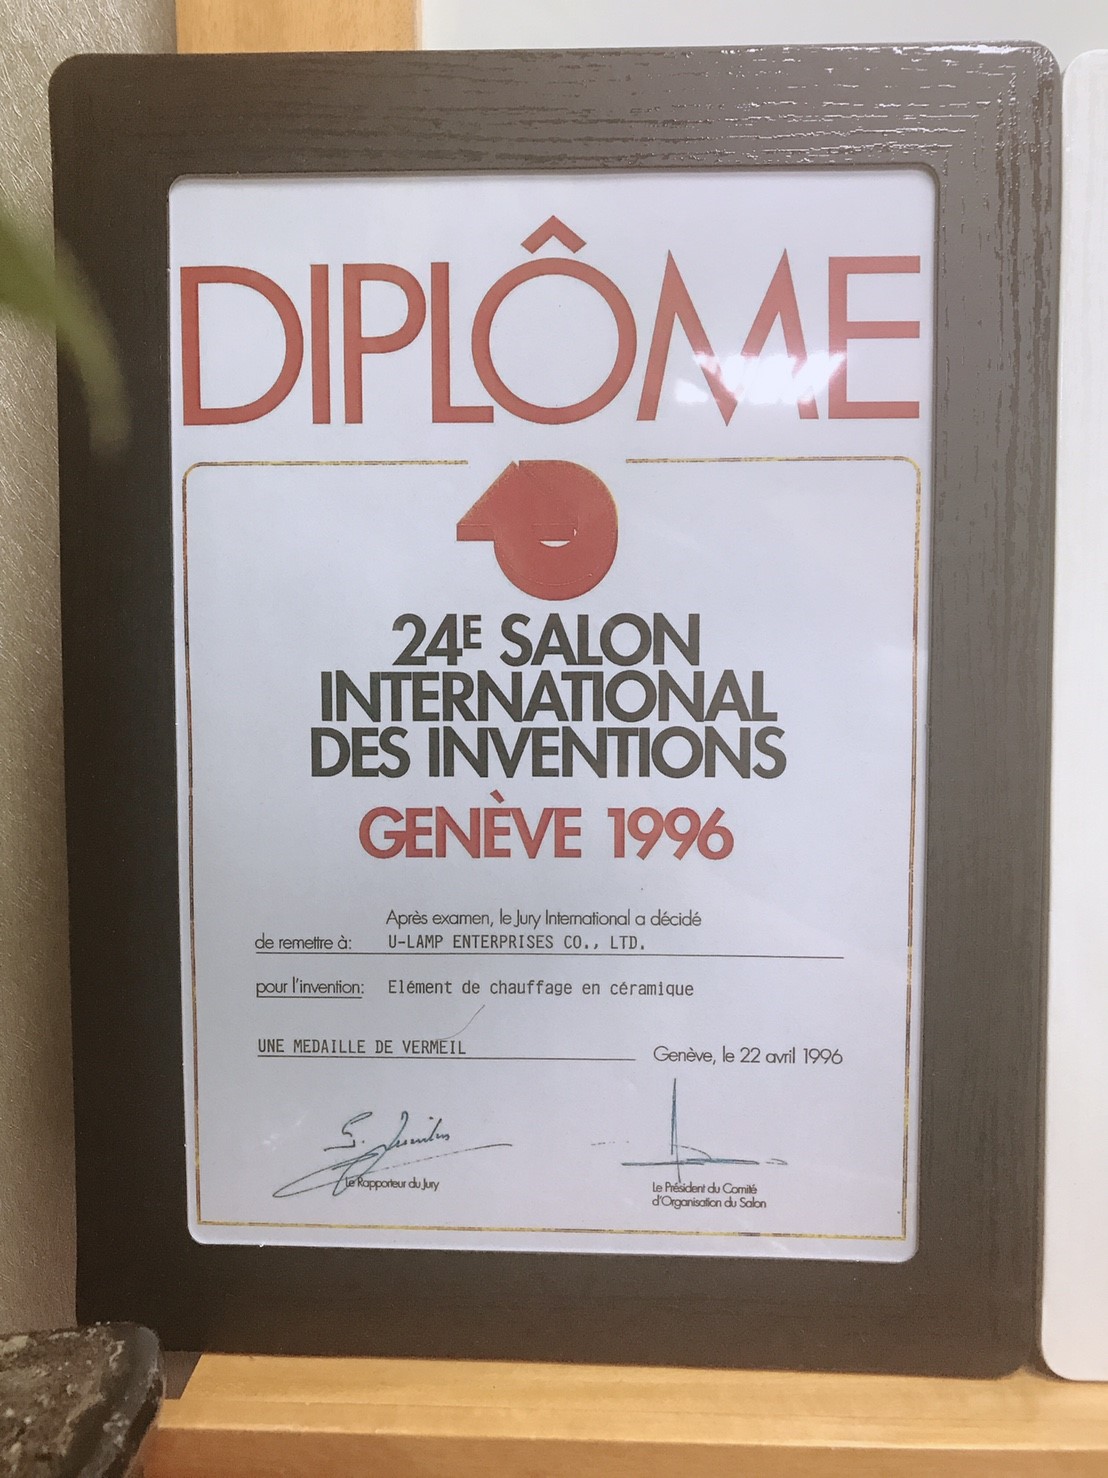 DIPLÔME
24E SALON
INTERNATIONAL
DES INVENTIONS
GENÈVE 1996
Après examen, le Jury International a décidé
de remettre à: U-LAMP ENTERPRISES CO., LTD.
pour l'invention: Elément de chauffage en céramique
UNE MEDAILLE DE VERMEIL
Genève, le 22 avril 1996
Le Rapporteur du Jury
Le Président du Comité
d'Organisation du Salon